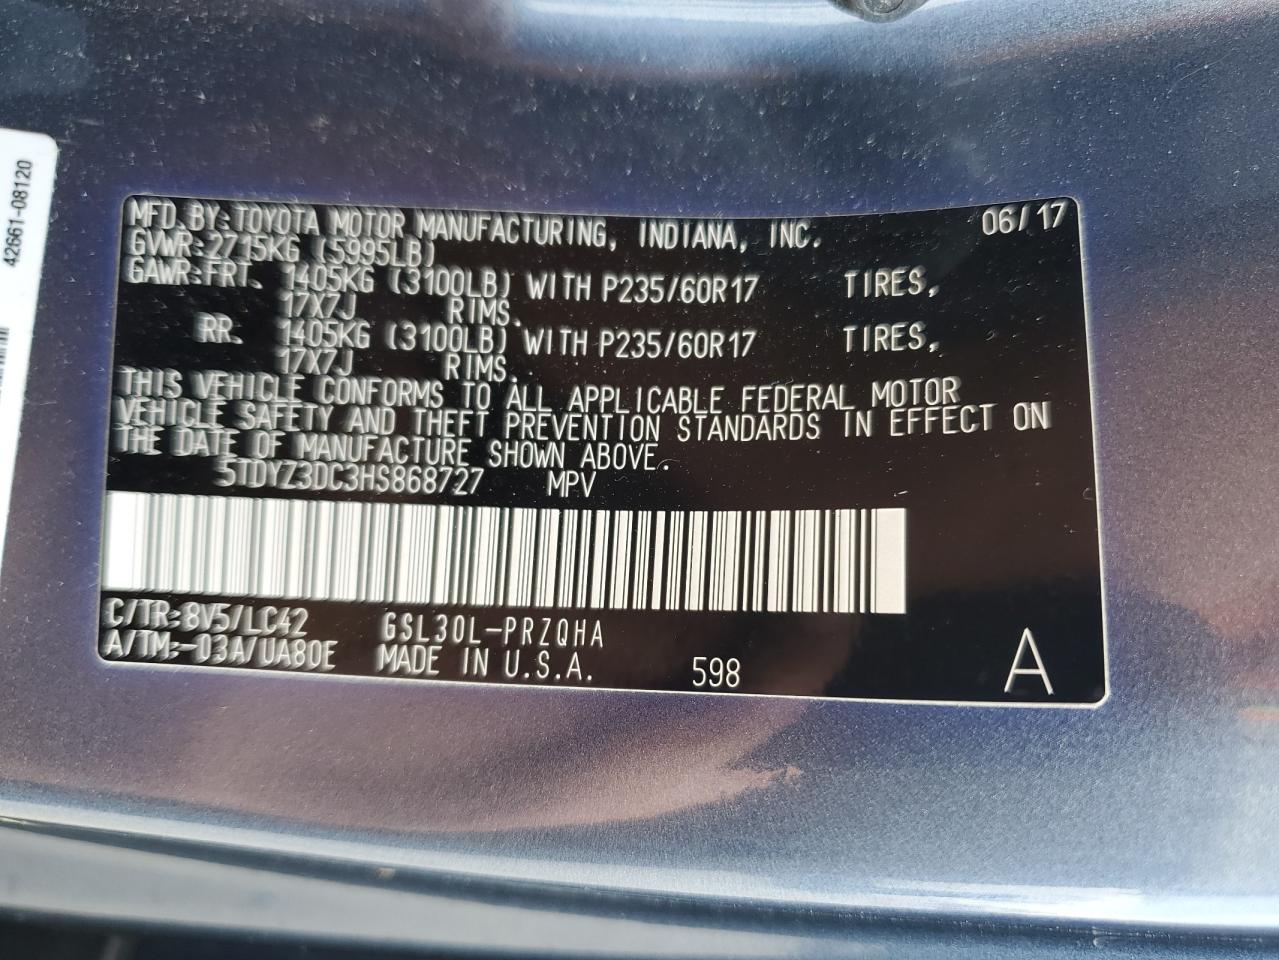 42661-08120
MFD. BY: TOYOTA MOTOR MANUFACTURING, INDIANA, INC. 06/17
GVWR: 2715KG (5995LB)
GAWR: FRT. 1405KG (3100LB) WITH P235/60R17 TIRES,
17X7J RIMS.
RR. 1405KG (3100LB) WITH P235/60R17 TIRES,
17X7J RIMS.
THIS VEHICLE CONFORMS TO ALL APPLICABLE FEDERAL MOTOR
VEHICLE SAFETY AND THEFT PREVENTION STANDARDS IN EFFECT ON
THE DATE OF MANUFACTURE SHOWN ABOVE.
5TDYZ3DC3HS868727 MPV
C/TR: 8V5/LC42 GSL30L-PRZQHA
A/TM: -03A/UA80E MADE IN U.S.A. 598 A